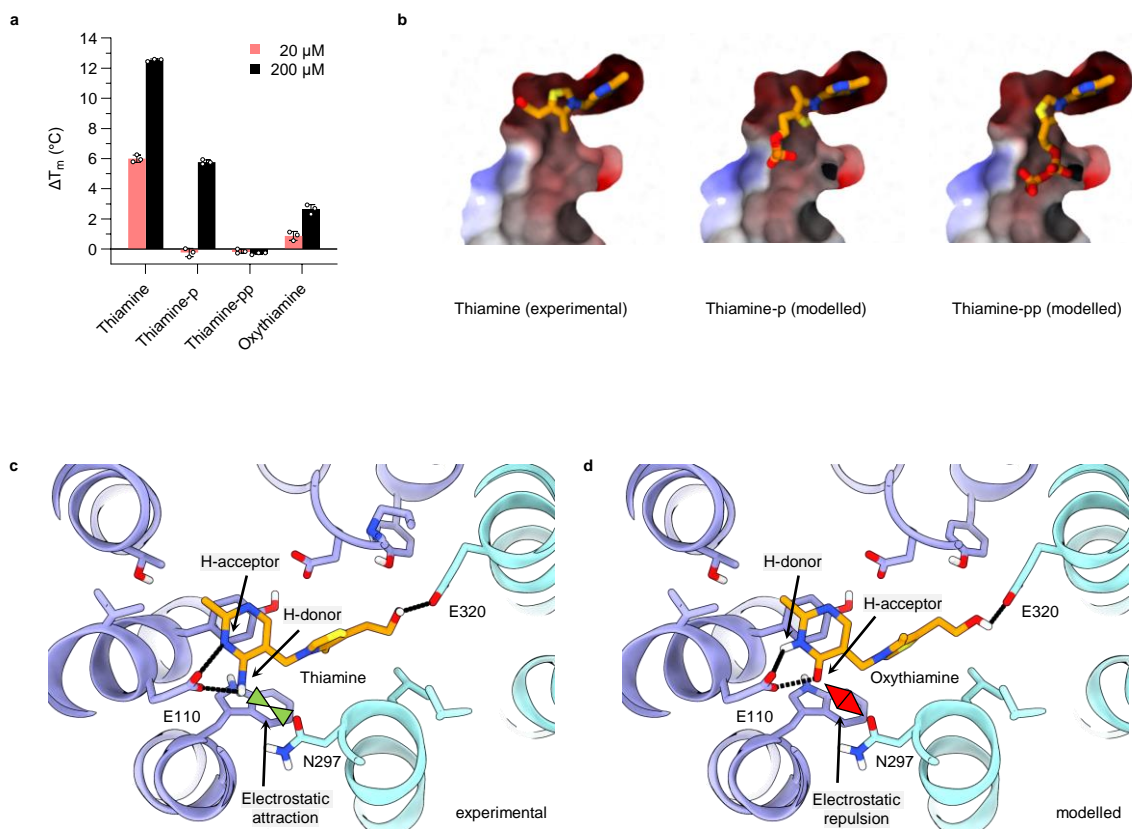 a
14
12
10
8
6
4
2
0
ΔTm (°C)
20 μM
200 μM
Thiamine
Thiamine-p
Thiamine-pp
Oxythiamine
b
Thiamine (experimental)
Thiamine-p (modelled)
Thiamine-pp (modelled)
c
H-acceptor
H-donor
E320
Thiamine
E110
N297
Electrostatic
attraction
experimental
d
H-donor
H-acceptor
E320
Oxythiamine
E110
N297
Electrostatic
repulsion
modelled